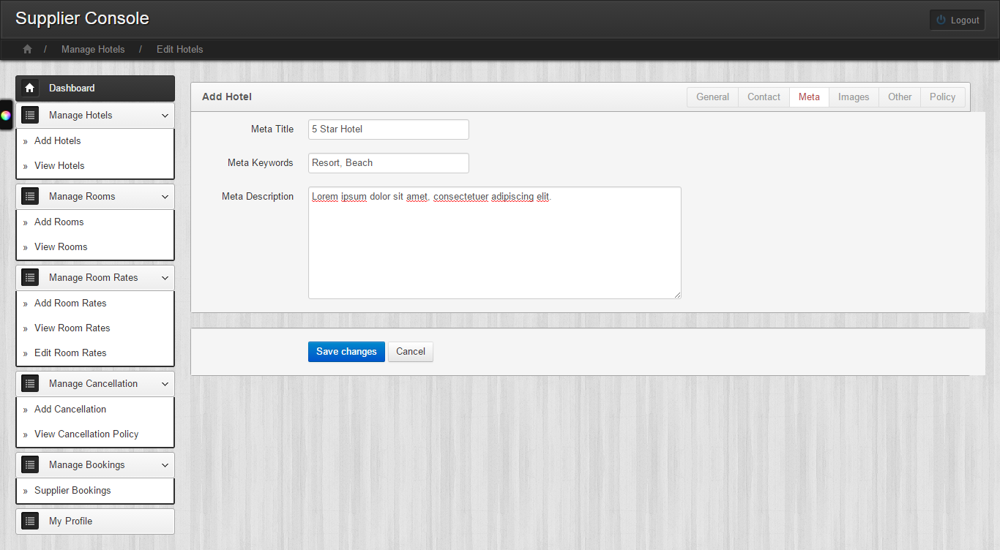 Supplier Console
Logout
/ Manage Hotels / Edit Hotels
Dashboard
Manage Hotels
» Add Hotels
» View Hotels
Manage Rooms
» Add Rooms
» View Rooms
Manage Room Rates
» Add Room Rates
» View Room Rates
» Edit Room Rates
Manage Cancellation
» Add Cancellation
» View Cancellation Policy
Manage Bookings
» Supplier Bookings
My Profile
Add Hotel
General Contact Meta Images Other Policy
Meta Title 5 Star Hotel
Meta Keywords Resort, Beach
Meta Description Lorem ipsum dolor sit amet, consectetuer adipiscing elit.
Save changes Cancel